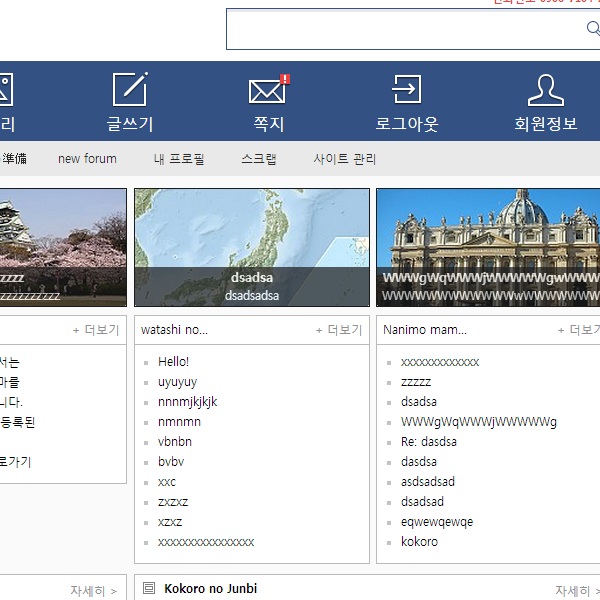 리
글쓰기
쪽지
로그아웃
회원정보
準備
new forum
내 프로필
스크랩
사이트 관리
zzzz
zzzzzzzzzzz
dsadsa
dsadsadsa
WWWgWqWWWjWWWWWgwWWW
+ 더보기
watashi no...
+ 더보기
Nanimo mam...
+ 더보기
서는
마를
니다.
등록된
로가기
Hello!
uyuyuy
nnnmjkjkjk
nmnmn
vbnbn
bvbv
xxc
zxzxz
xzxz
xxxxxxxxxxxxxxxx
xxxxxxxxxxxxx
zzzzz
dsadsa
WWWgWqWWWjWWWWWg
Re: dasdsa
dasdsa
asdsadsad
dsadsad
eqwewqewqe
kokoro
자세히 >
Kokoro no Junbi
자세히 >